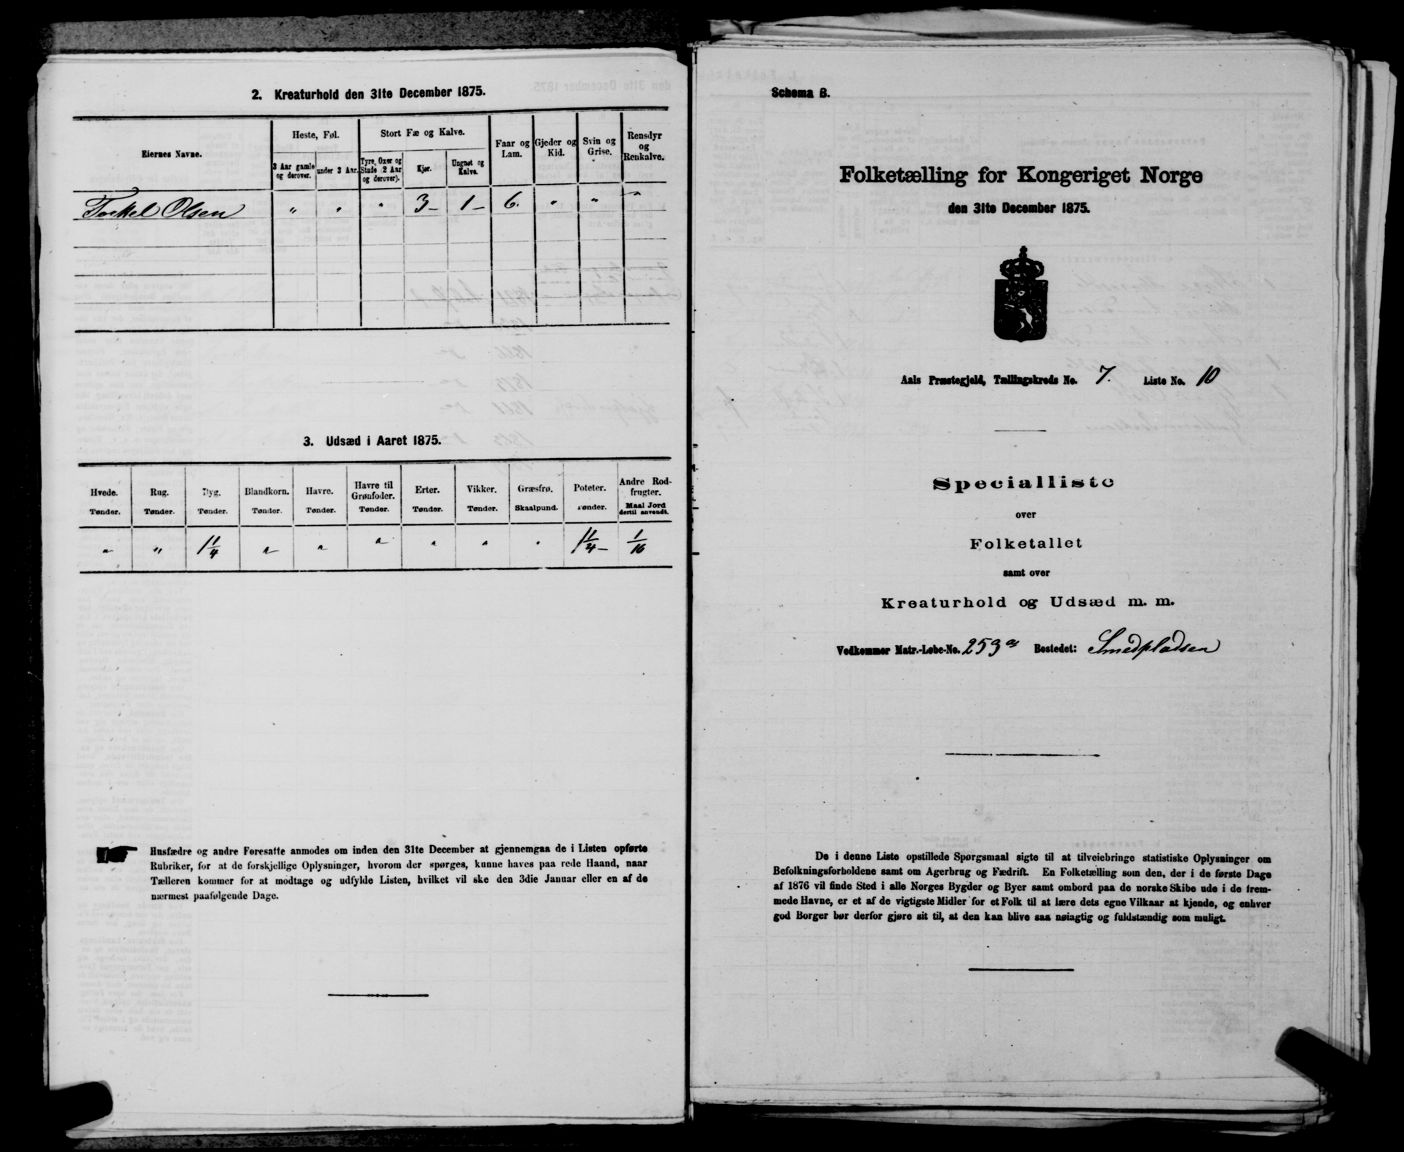 2. Kreaturhold den 31te December 1875.
Eiernes Navne.
Heste, Føl.
Stort Fæ og Kalve.
Faar og Lam.
Gjeder og Kid.
Svin og Grise.
Rensdyr og Renkalve.
3 Aar gamle og derover.
under 3 Aar.
Tyre, Oxer og Stude (2 Aar og derover).
Kjør.
Ungnøt og Kalve.
Torkel Olsen " " " 3- 1- 6. " " "
3. Udsæd i Aaret 1875.
Hvede. Rug. Byg. Blandkorn. Havre. Havre til Grønfoder. Erter. Vikker. Græsfrø. Poteter. Andre Rodfrugter.
Tønder. Tønder. Tønder. Tønder. Tønder. Tønder. Tønder. Tønder. Skaalpund. Tønder. Maal Jord dertil anvendt.
" " 1 1/4 " " " " " " 1 1/4- 1/16
Husfædre og andre Foresatte anmodes om inden den 31te December at gjennemgaa de i Listen opførte
Rubriker, for at de forskjellige Oplysninger, hvorom der spørges, kunne haves paa rede Haand, naar
Tælleren kommer for at modtage og udfylde Listen, hvilket vil ske den 3die Januar eller en af de
nærmest paafølgende Dage.
Schema B.
Folketælling for Kongeriget Norge
den 31te December 1875.
Aals Præstegjeld, Tællingskreds No. 7. Liste No. 10
Specialliste
over
Folketallet
samt over
Kreaturhold og Udsæd m. m.
Vedkommer Matr.-Løbe-No. 253 a Bostedet: Smedpladsen
De i denne Liste opstillede Spørgsmaal sigte til at tilveiebringe statistiske Oplysninger om
Befolkningsforholdene samt om Agerbrug og Fædrift. En Folketælling som den, der i de første Dage
af 1876 vil finde Sted i alle Norges Bygder og Byer samt ombord paa de norske Skibe ude i de frem-
mede Havne, er et af de vigtigste Midler for et Folk til at lære dets egne Vilkaar at kjende, og enhver
god Borger bør derfor gjøre sit til, at den kan blive saa nøiagtig og fuldstændig som muligt.